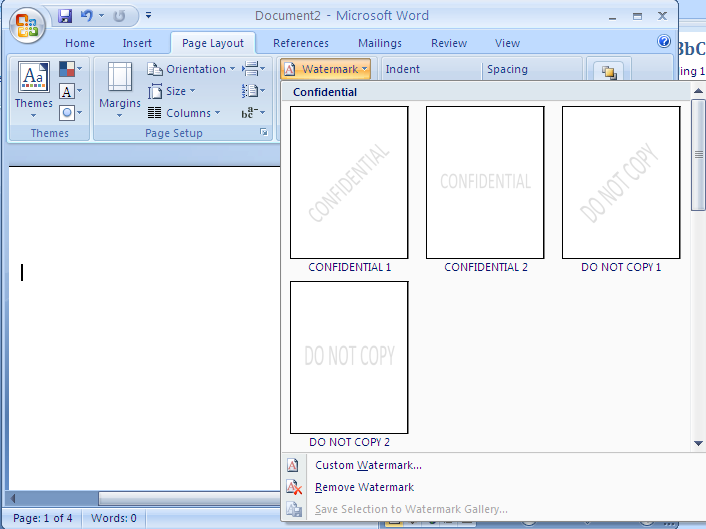 Document2 - Microsoft Word
Home Insert Page Layout References Mailings Review View
Themes
Aa
A
Themes
Margins
Orientation
Size
Columns
Page Setup
Watermark
Indent
Spacing
Confidential
CONFIDENTIAL
CONFIDENTIAL 1
CONFIDENTIAL
CONFIDENTIAL 2
DO NOT COPY
DO NOT COPY 1
DO NOT COPY
DO NOT COPY 2
Custom Watermark...
Remove Watermark
Save Selection to Watermark Gallery...
Page: 1 of 4 Words: 0